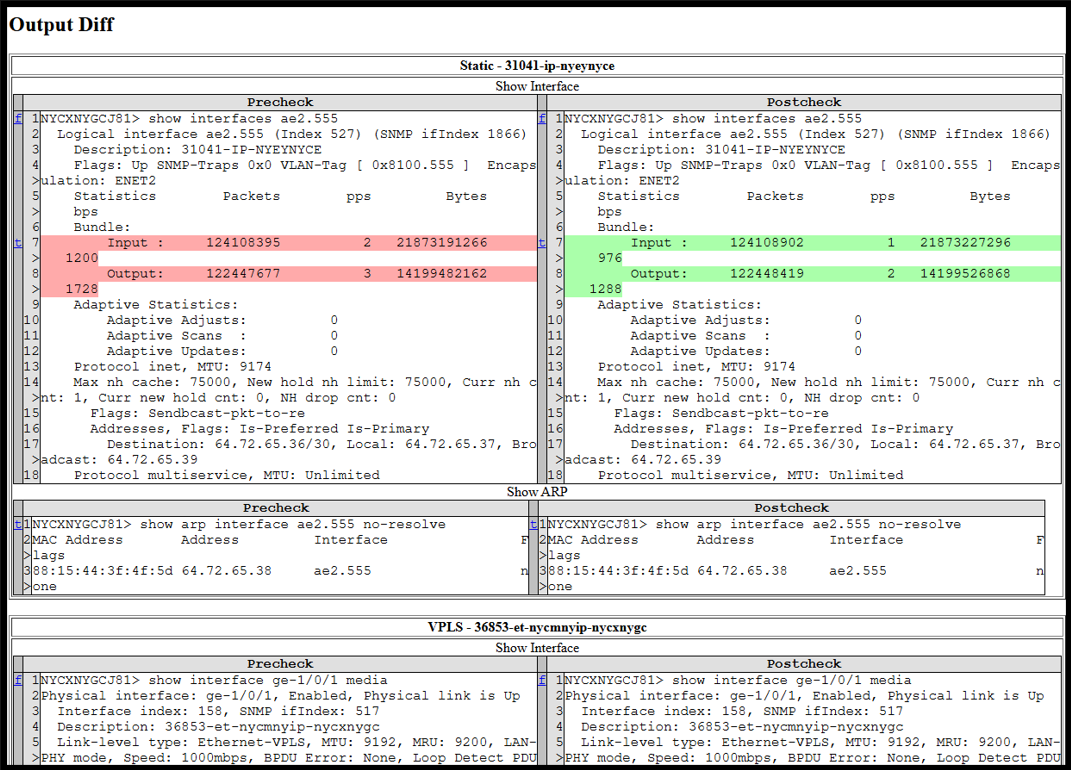 Output Diff
Static - 31041-ip-nyeynyce
Show Interface
Precheck
f 1 NYCXNYGCJ81> show interfaces ae2.555
2 Logical interface ae2.555 (Index 527) (SNMP ifIndex 1866)
3 Description: 31041-IP-NYEYNYCE
4 Flags: Up SNMP-Traps 0x0 VLAN-Tag [ 0x8100.555 ] Encaps
>ulation: ENET2
5 Statistics Packets pps Bytes
> bps
6 Bundle:
t 7 Input : 124108395 2 21873191266
> 1200
8 Output: 122447677 3 14199482162
> 1728
9 Adaptive Statistics:
10 Adaptive Adjusts: 0
11 Adaptive Scans : 0
12 Adaptive Updates: 0
13 Protocol inet, MTU: 9174
14 Max nh cache: 75000, New hold nh limit: 75000, Curr nh c
>nt: 1, Curr new hold cnt: 0, NH drop cnt: 0
15 Flags: Sendbcast-pkt-to-re
16 Addresses, Flags: Is-Preferred Is-Primary
17 Destination: 64.72.65.36/30, Local: 64.72.65.37, Bro
>adcast: 64.72.65.39
18 Protocol multiservice, MTU: Unlimited
Postcheck
f 1 NYCXNYGCJ81> show interfaces ae2.555
2 Logical interface ae2.555 (Index 527) (SNMP ifIndex 1866)
3 Description: 31041-IP-NYEYNYCE
4 Flags: Up SNMP-Traps 0x0 VLAN-Tag [ 0x8100.555 ] Encaps
>ulation: ENET2
5 Statistics Packets pps Bytes
> bps
6 Bundle:
t 7 Input : 124108902 1 21873227296
> 976
8 Output: 122448419 2 14199526868
> 1288
9 Adaptive Statistics:
10 Adaptive Adjusts: 0
11 Adaptive Scans : 0
12 Adaptive Updates: 0
13 Protocol inet, MTU: 9174
14 Max nh cache: 75000, New hold nh limit: 75000, Curr nh c
>nt: 1, Curr new hold cnt: 0, NH drop cnt: 0
15 Flags: Sendbcast-pkt-to-re
16 Addresses, Flags: Is-Preferred Is-Primary
17 Destination: 64.72.65.36/30, Local: 64.72.65.37, Bro
>adcast: 64.72.65.39
18 Protocol multiservice, MTU: Unlimited
Show ARP
Precheck
t 1 NYCXNYGCJ81> show arp interface ae2.555 no-resolve
2 MAC Address Address Interface F
>lags
3 88:15:44:3f:4f:5d 64.72.65.38 ae2.555 n
>one
Postcheck
t 1 NYCXNYGCJ81> show arp interface ae2.555 no-resolve
2 MAC Address Address Interface F
>lags
3 88:15:44:3f:4f:5d 64.72.65.38 ae2.555 n
>one
VPLS - 36853-et-nycmnyip-nycxnygc
Show Interface
Precheck
f 1 NYCXNYGCJ81> show interface ge-1/0/1 media
2 Physical interface: ge-1/0/1, Enabled, Physical link is Up
3 Interface index: 158, SNMP ifIndex: 517
4 Description: 36853-et-nycmnyip-nycxnygc
5 Link-level type: Ethernet-VPLS, MTU: 9192, MRU: 9200, LAN-
>PHY mode, Speed: 1000mbps, BPDU Error: None, Loop Detect PDU
Postcheck
f 1 NYCXNYGCJ81> show interface ge-1/0/1 media
2 Physical interface: ge-1/0/1, Enabled, Physical link is Up
3 Interface index: 158, SNMP ifIndex: 517
4 Description: 36853-et-nycmnyip-nycxnygc
5 Link-level type: Ethernet-VPLS, MTU: 9192, MRU: 9200, LAN-
>PHY mode, Speed: 1000mbps, BPDU Error: None, Loop Detect PDU